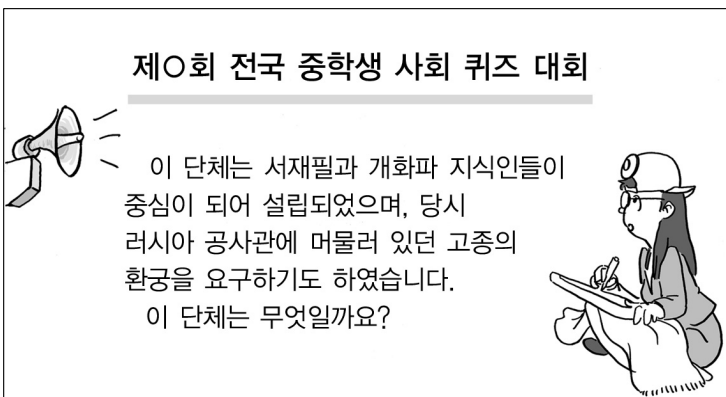 제○회 전국 중학생 사회 퀴즈 대회
이 단체는 서재필과 개화파 지식인들이
중심이 되어 설립되었으며, 당시
러시아 공사관에 머물러 있던 고종의
환궁을 요구하기도 하였습니다.
이 단체는 무엇일까요?